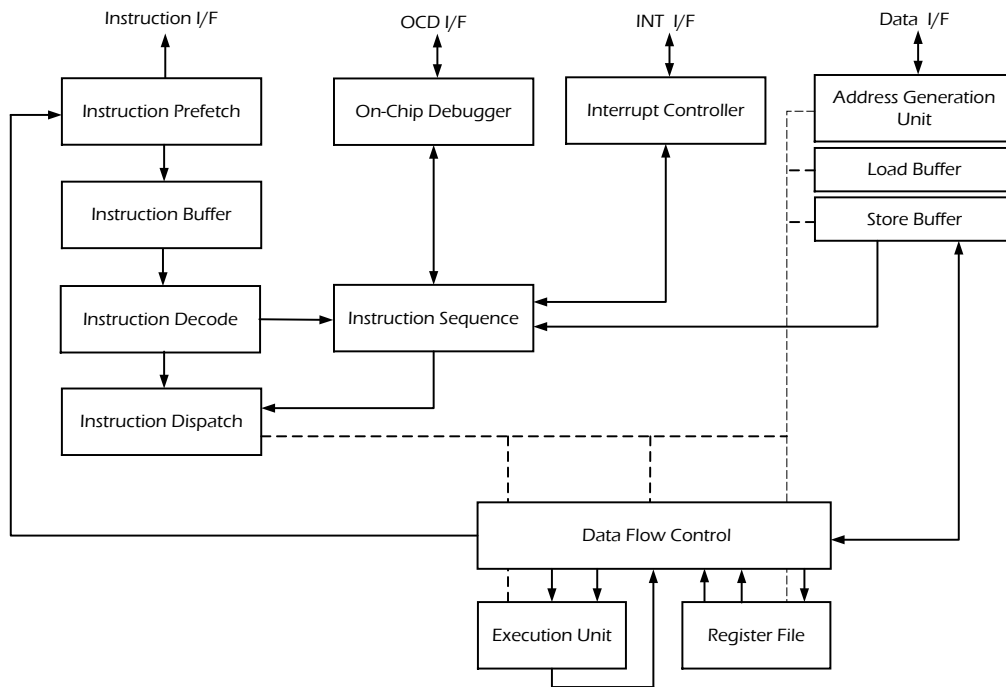 Instruction I/F
OCD I/F
INT I/F
Data I/F
Instruction Prefetch
On-Chip Debugger
Interrupt Controller
Address Generation
Unit
Load Buffer
Instruction Buffer
Store Buffer
Instruction Decode
Instruction Sequence
Instruction Dispatch
Data Flow Control
Execution Unit
Register File